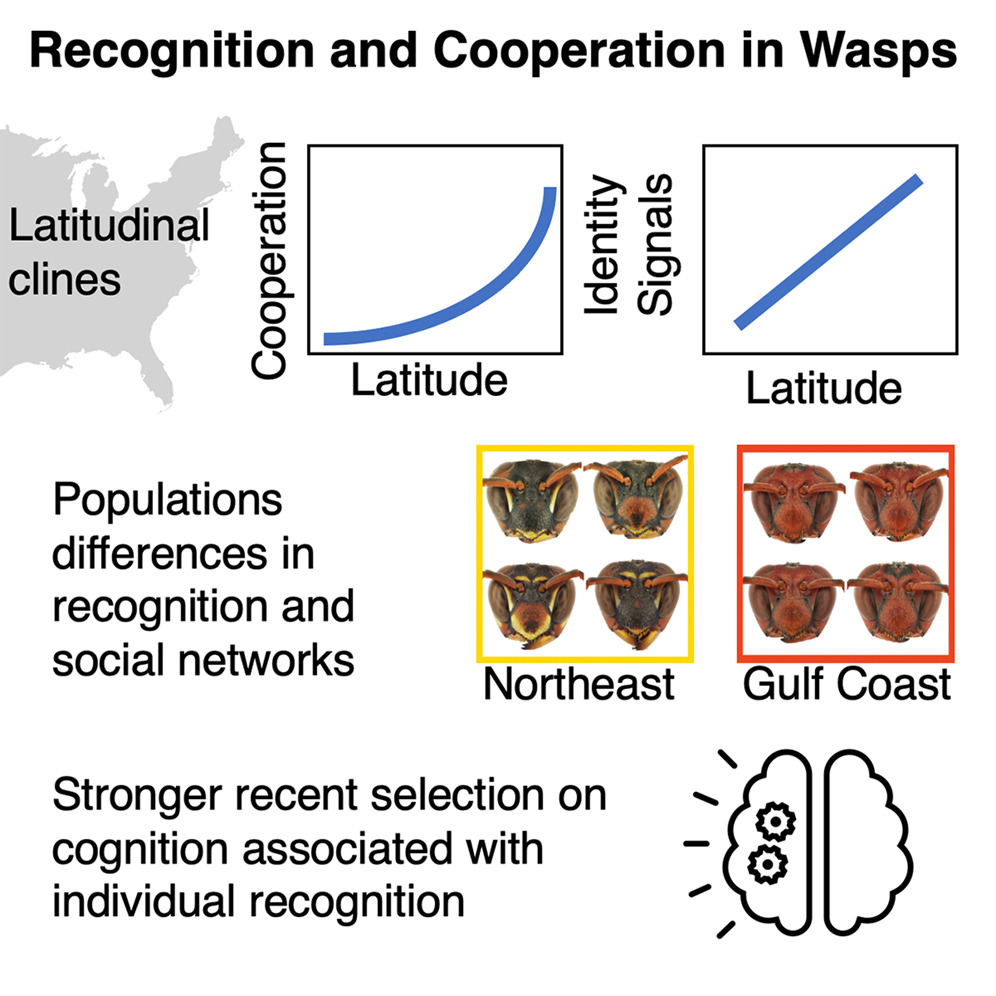 Recognition and Cooperation in Wasps
Latitudinal
clines
Cooperation
Latitude
Identity
Signals
Latitude
Populations
differences in
recognition and
social networks
Northeast
Gulf Coast
Stronger recent selection on
cognition associated with
individual recognition